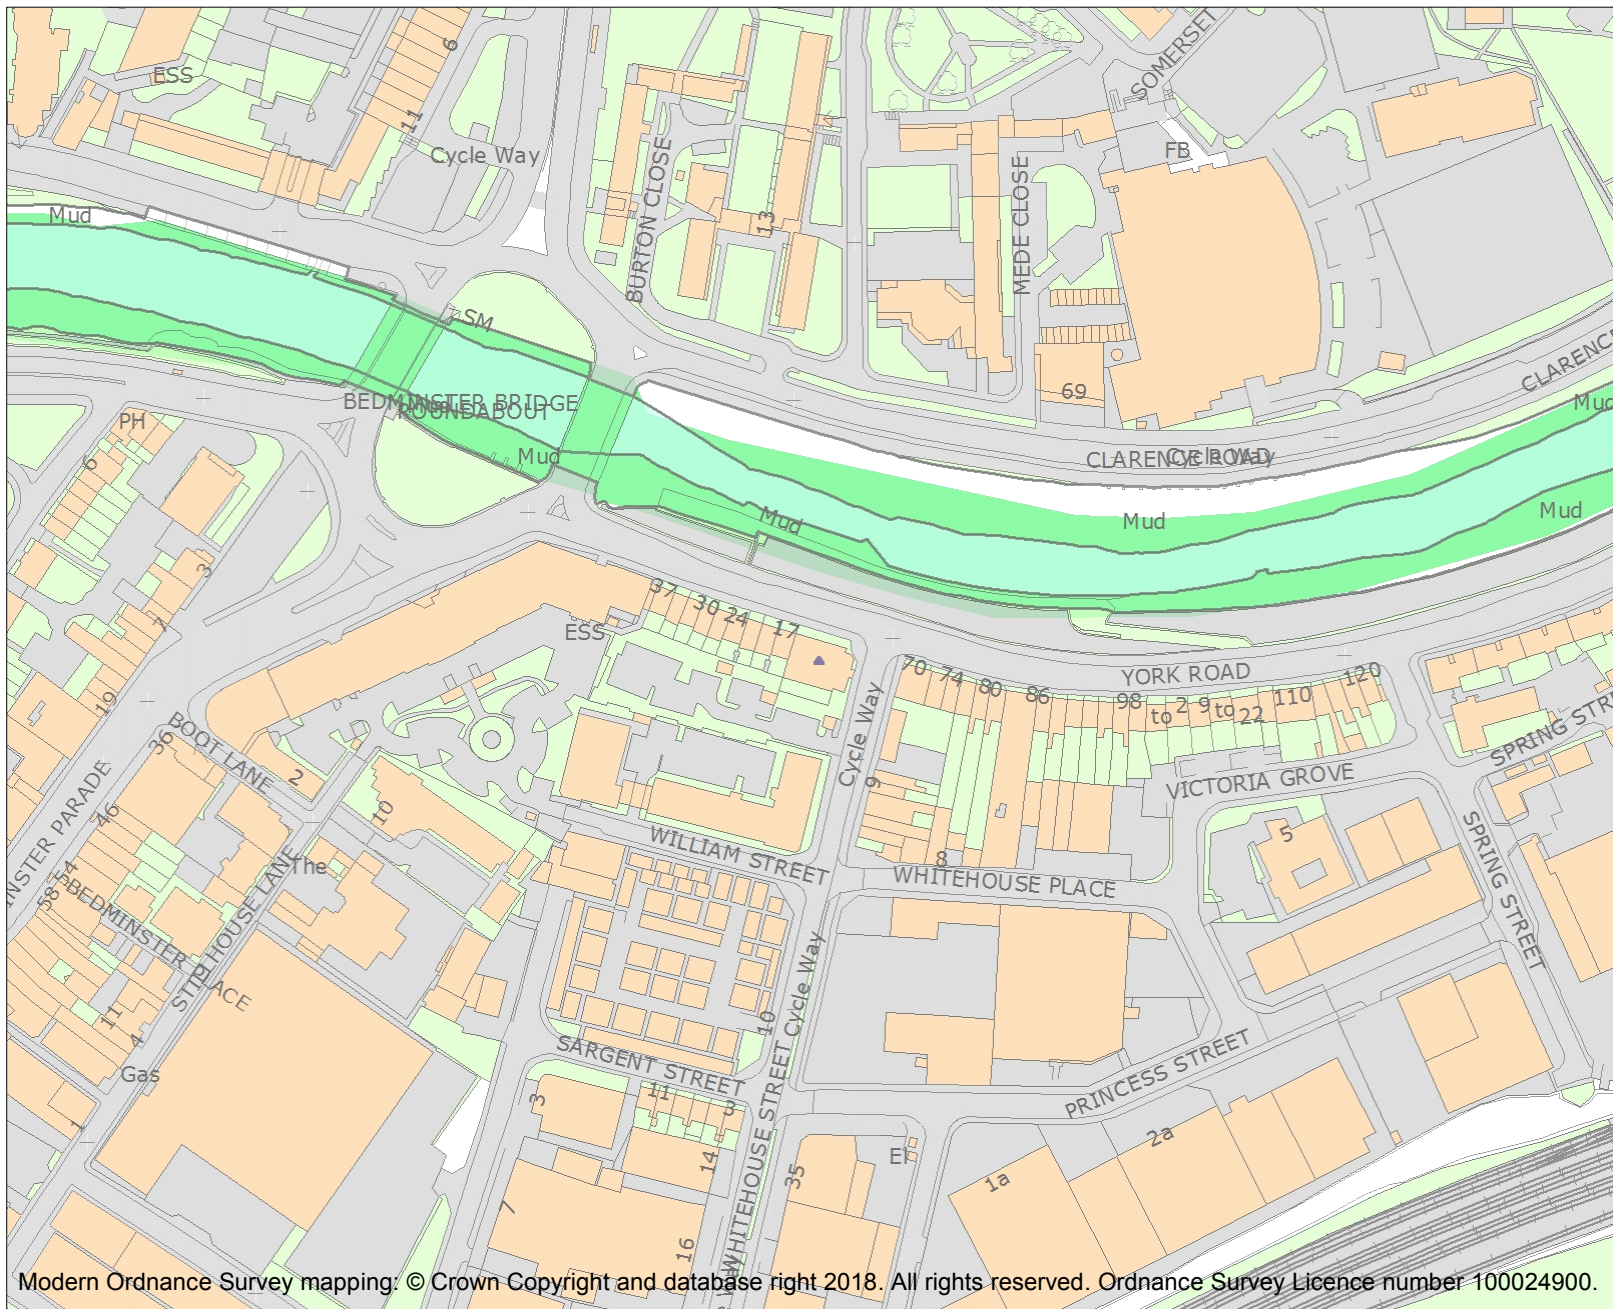 ESS
6
11
Cycle Way
SOMERSET
FB
BURTON CLOSE
13
MEDE CLOSE
Mud
SM
69
CLARENCE
Mud
BEDMINSTER BRIDGE
ROUNDABOUT
PH
6
Mud
CLARENCE ROAD
Cycle Way
Mud
Mud
Mud
3
7
19
37
30
24
17
ESS
70
74
80
86
98
to
2
9
to
22
110
120
YORK ROAD
SPRING STRE
Cycle Way
VICTORIA GROVE
BOOT LANE
36
2
10
9
5
46
INSTER PARADE
WILLIAM STREET
8
WHITEHOUSE PLACE
SPRING STREET
The
54
58
BEDMINSTER PLACE
STILLHOUSE LANE
11
4
Gas
1
Cycle Way
10
SARGENT STREET
11
3
3
PRINCESS STREET
2a
1a
El
14
35
7
16
WHITEHOUSE STREET
WHITEHOUSE STREET
Modern Ordnance Survey mapping: © Crown Copyright and database right 2018. All rights reserved. Ordnance Survey Licence number 100024900.